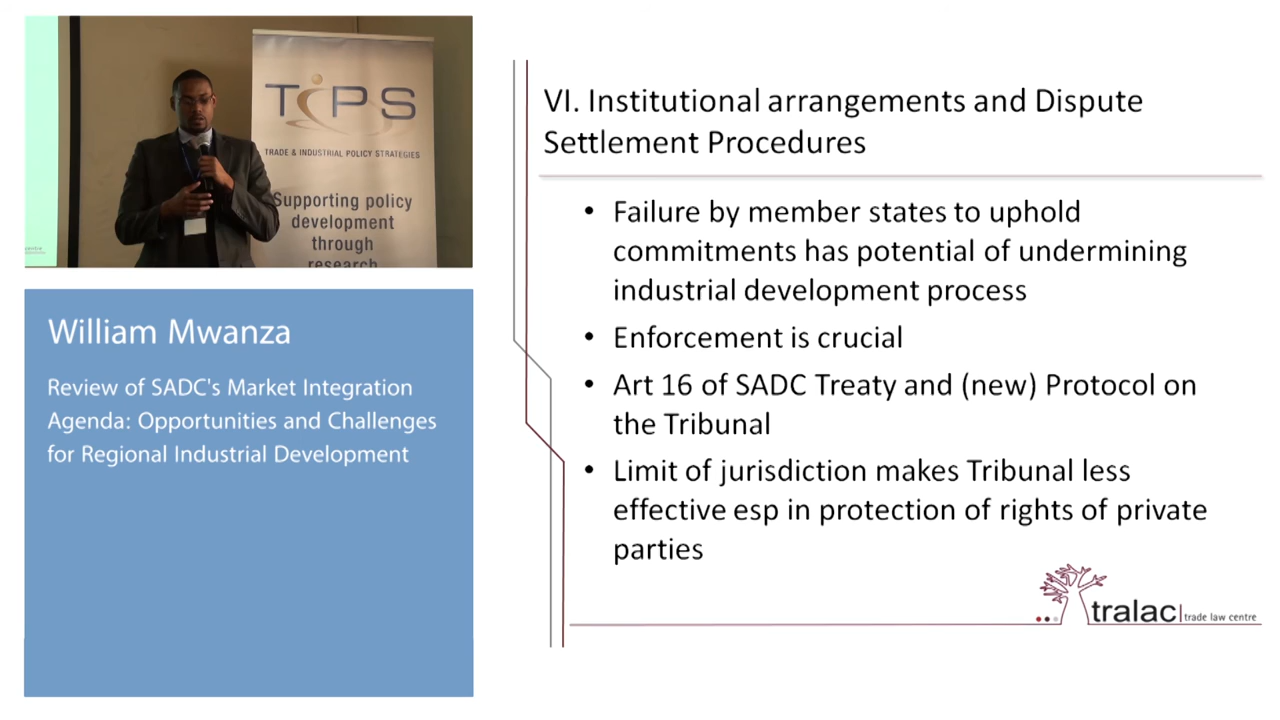 TiPS
TRADE & INDUSTRIAL POLICY STRATEGIES
Supporting policy
development
through
research
William Mwanza
Review of SADC's Market Integration
Agenda: Opportunities and Challenges
for Regional Industrial Development
VI. Institutional arrangements and Dispute
Settlement Procedures
• Failure by member states to uphold
commitments has potential of undermining
industrial development process
• Enforcement is crucial
• Art 16 of SADC Treaty and (new) Protocol on
the Tribunal
• Limit of jurisdiction makes Tribunal less
effective esp in protection of rights of private
parties
tralac| trade law centre